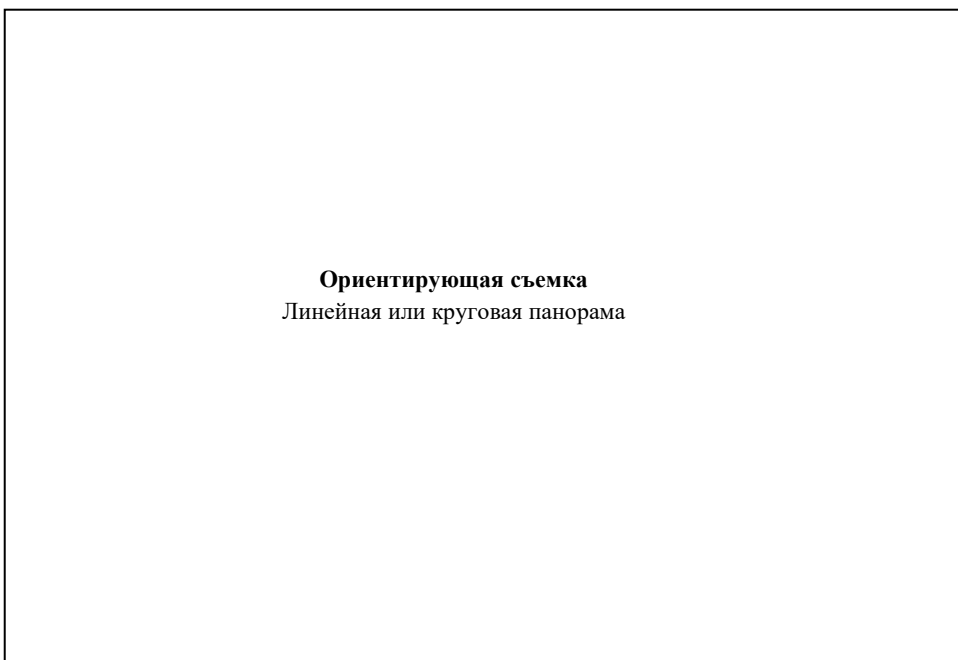 Ориентирующая съемка
Линейная или круговая панорама